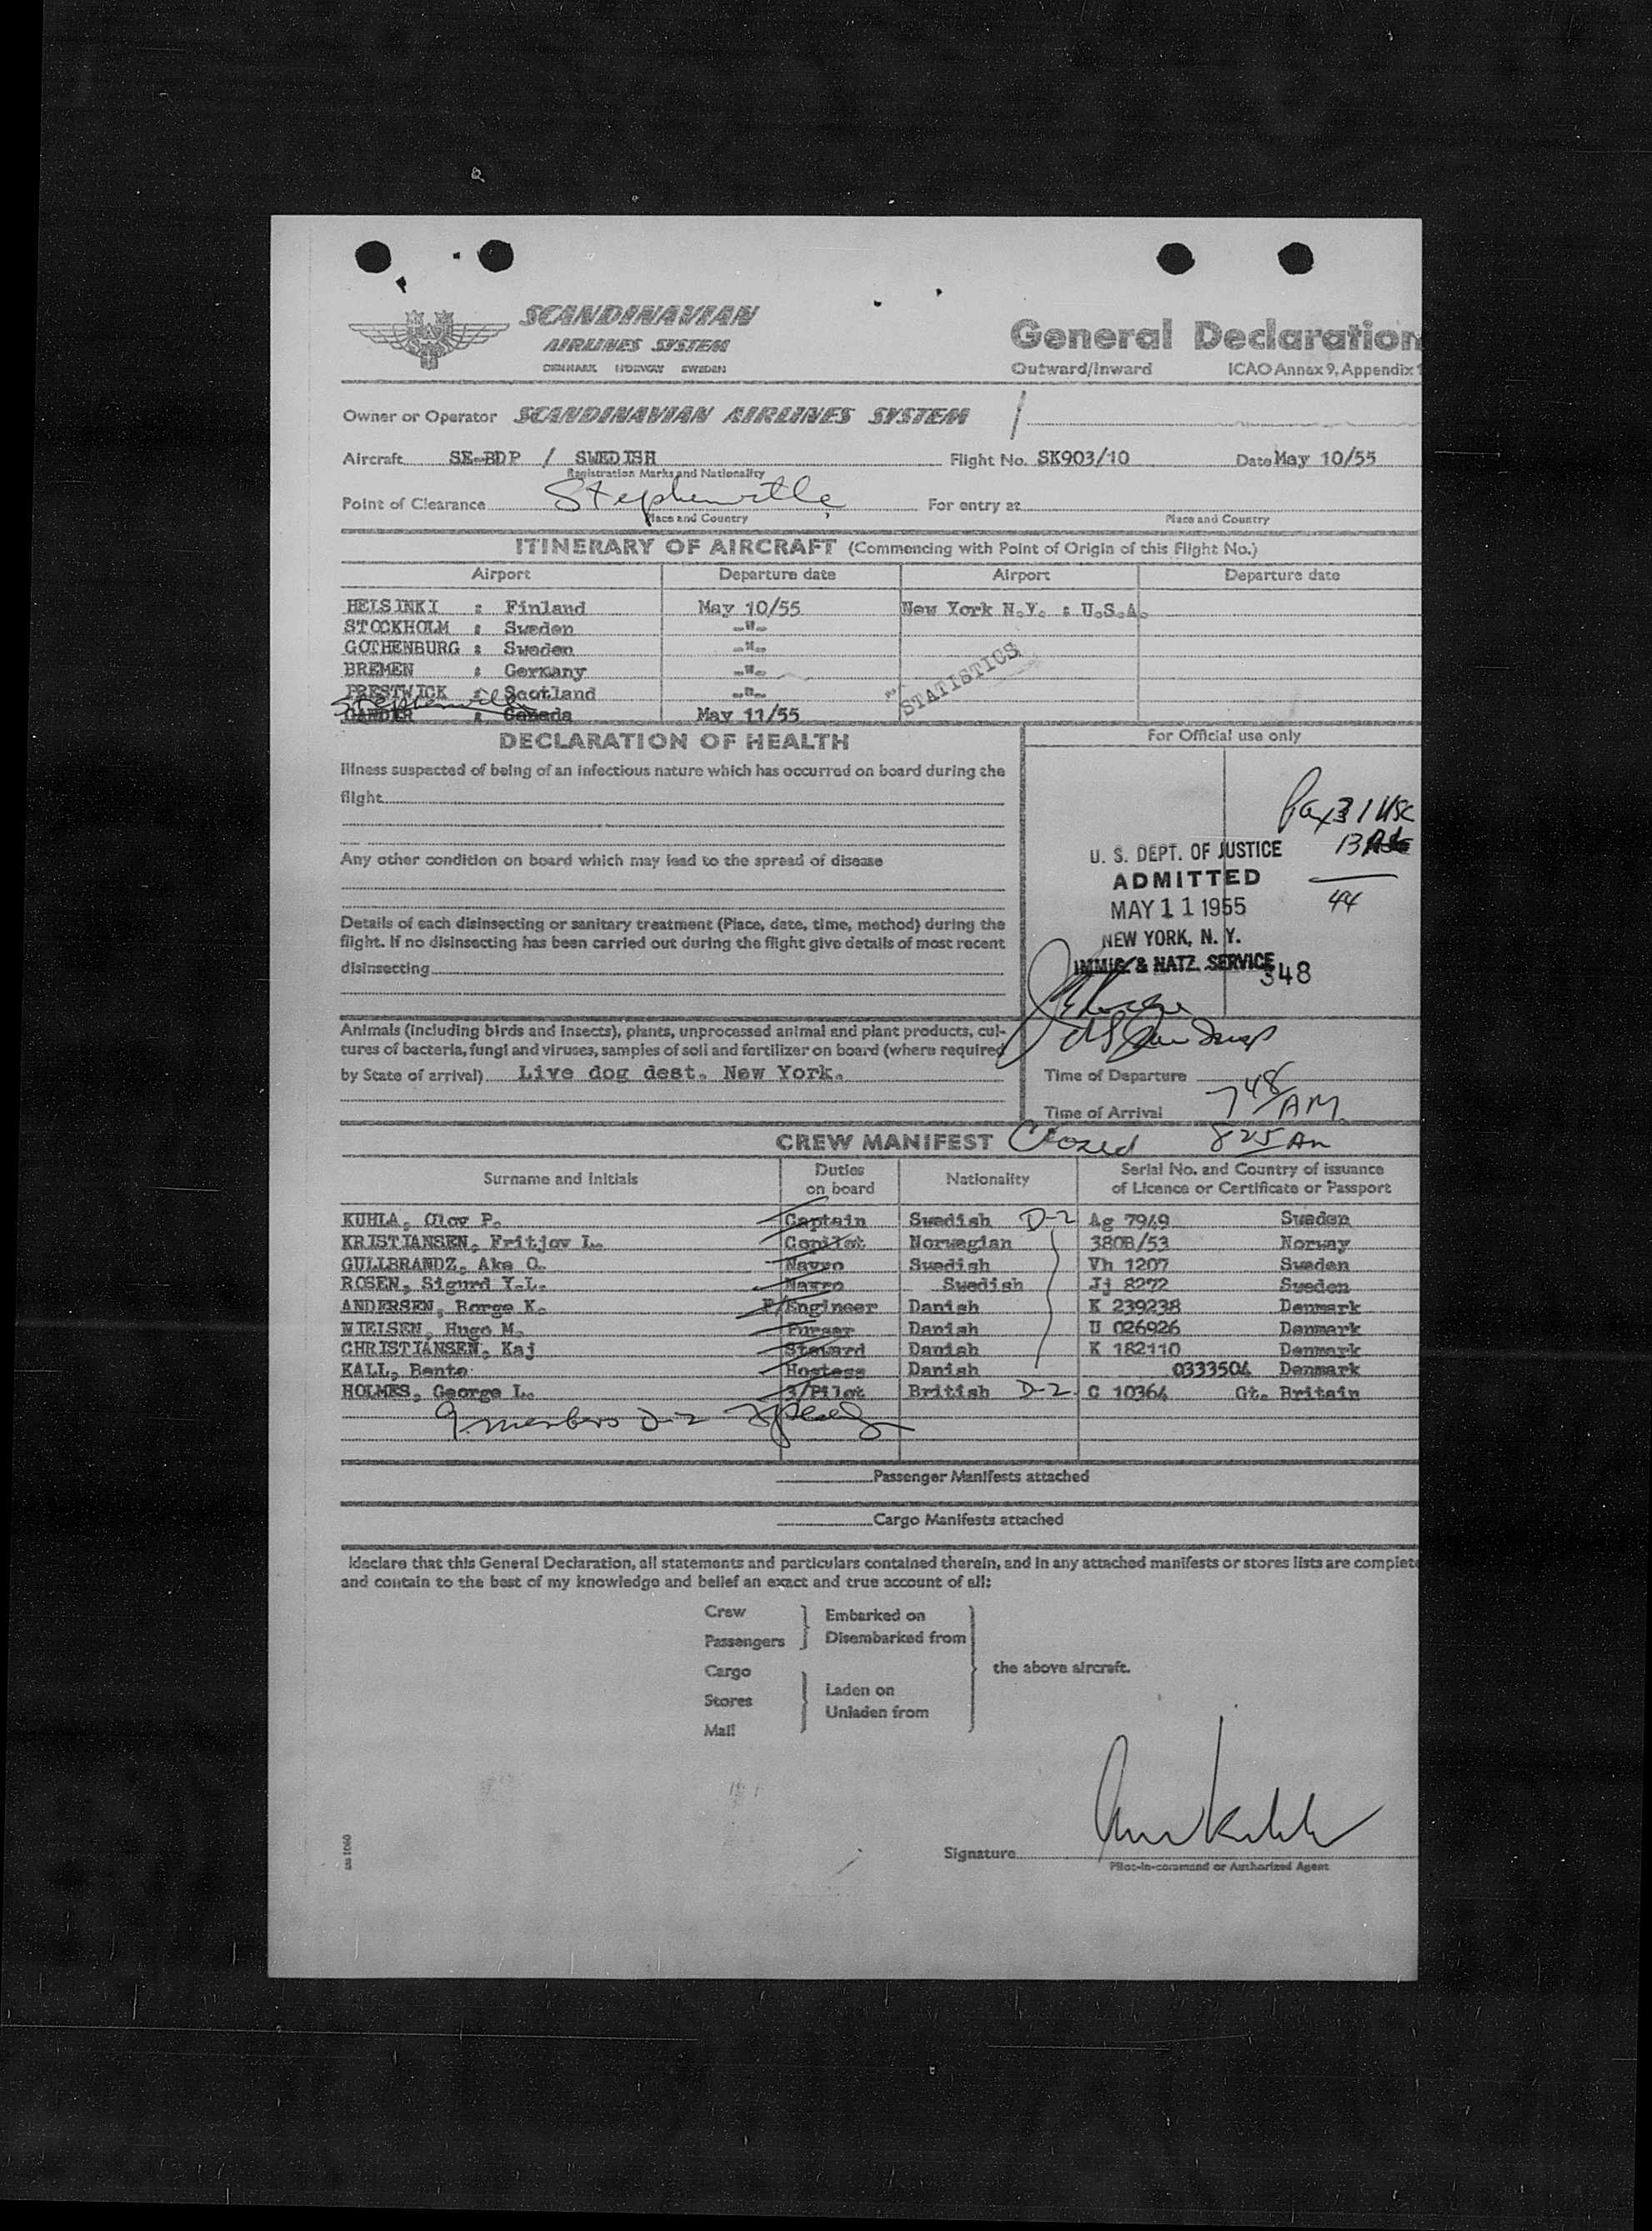 SCANDINAVIAN
AIRLINES SYSTEM
DENMARK NORWAY SWEDEN
General Declaration
Outward/Inward ICAO Annex 9, Appendix 1
Owner or Operator SCANDINAVIAN AIRLINES SYSTEM
Aircraft SE-BDP / SWEDISH Flight No. SK903/10 Date May 10/55
Registration Marks and Nationality
Point of Clearance Stephenville For entry at
Place and Country Place and Country
ITINERARY OF AIRCRAFT (Commencing with Point of Origin of this Flight No.)
Airport Departure date Airport Departure date
HELSINKI : Finland May 10/55 New York N.Y. : U.S.A.
STOCKHOLM : Sweden -"-
GOTHENBURG : Sweden -"-
BREMEN : Germany -"-
PRESTWICK : Scotland -"-
Stephenville
GANDER : Canada May 11/55
STATISTICS
DECLARATION OF HEALTH
For Official use only
Illness suspected of being of an infectious nature which has occurred on board during the
flight
Any other condition on board which may lead to the spread of disease
Details of each disinsecting or sanitary treatment (Place, date, time, method) during the
flight. If no disinsecting has been carried out during the flight give details of most recent
disinsecting
Pax 31 USC
13
44
U. S. DEPT. OF JUSTICE
ADMITTED
MAY 11 1955
NEW YORK, N. Y.
IMMIG. & NATZ. SERVICE
348
Animals (including birds and insects), plants, unprocessed animal and plant products, cul-
tures of bacteria, fungi and viruses, samples of soil and fertilizer on board (where required
by State of arrival) Live dog dest. New York.
Time of Departure
Time of Arrival 7 48 AM
CREW MANIFEST Closed 825 Am
Surname and Initials Duties on board Nationality Serial No. and Country of issuance of Licence or Certificate or Passport
KUHLA, Olov P. Captain Swedish D-2 Ag 7949 Sweden
KRISTIANSEN, Fritjov L. Copilot Norwegian 380B/53 Norway
GULLBRANDZ, Ake O. Navro Swedish Vh 1207 Sweden
ROSEN, Sigurd Y.L. Navro Swedish Jj 8272 Sweden
ANDERSEN, Borge K. F/Engineer Danish K 239238 Denmark
NIELSEN, Hugo M. Purser Danish U 026926 Denmark
CHRISTIANSEN, Kaj Steward Danish K 182110 Denmark
KALL, Bente Hostess Danish 0333504 Denmark
HOLMES, George L. 3/Pilot British D-2 C 10364 Gt. Britain
9 members D-2
Passenger Manifests attached
Cargo Manifests attached
I declare that this General Declaration, all statements and particulars contained therein, and in any attached manifests or stores lists are complete
and contain to the best of my knowledge and belief an exact and true account of all:
Crew
Passengers
Embarked on
Disembarked from
Cargo
Stores
Mail
Laden on
Unladen from
the above aircraft.
Signature
Pilot-in-command or Authorized Agent